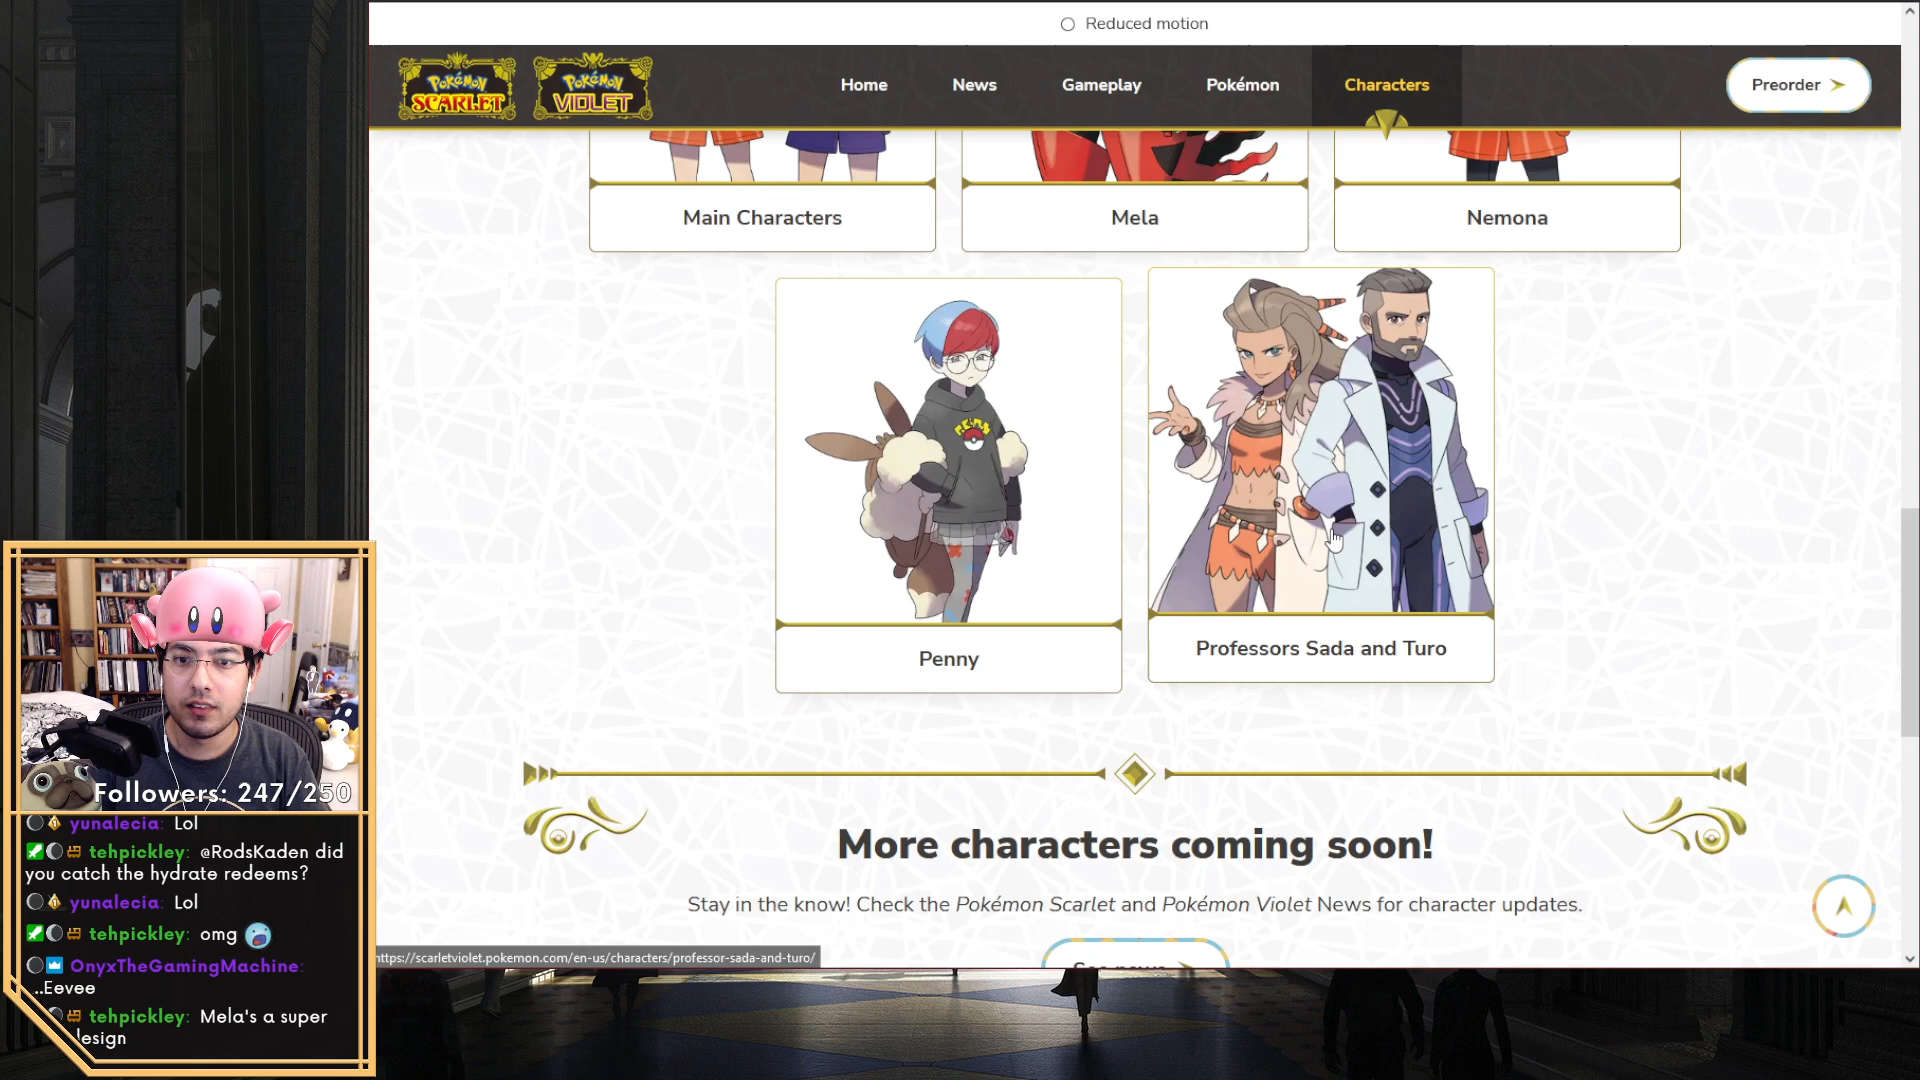 Reduced motion
POKÉMON
SCARLET
POKÉMON
VIOLET
Home
News
Gameplay
Pokémon
Characters
Preorder
Main Characters
Mela
Nemona
Penny
Professors Sada and Turo
More characters coming soon!
Stay in the know! Check the Pokémon Scarlet and Pokémon Violet News for character updates.
https://scarletviolet.pokemon.com/en-us/characters/professor-sada-and-turo/
Followers: 247/250
yunalecia: Lol
tehpickley: @RodsKaden did
you catch the hydrate redeems?
yunalecia: Lol
tehpickley: omg
OnyxTheGamingMachine:
..Eevee
tehpickley: Mela's a super